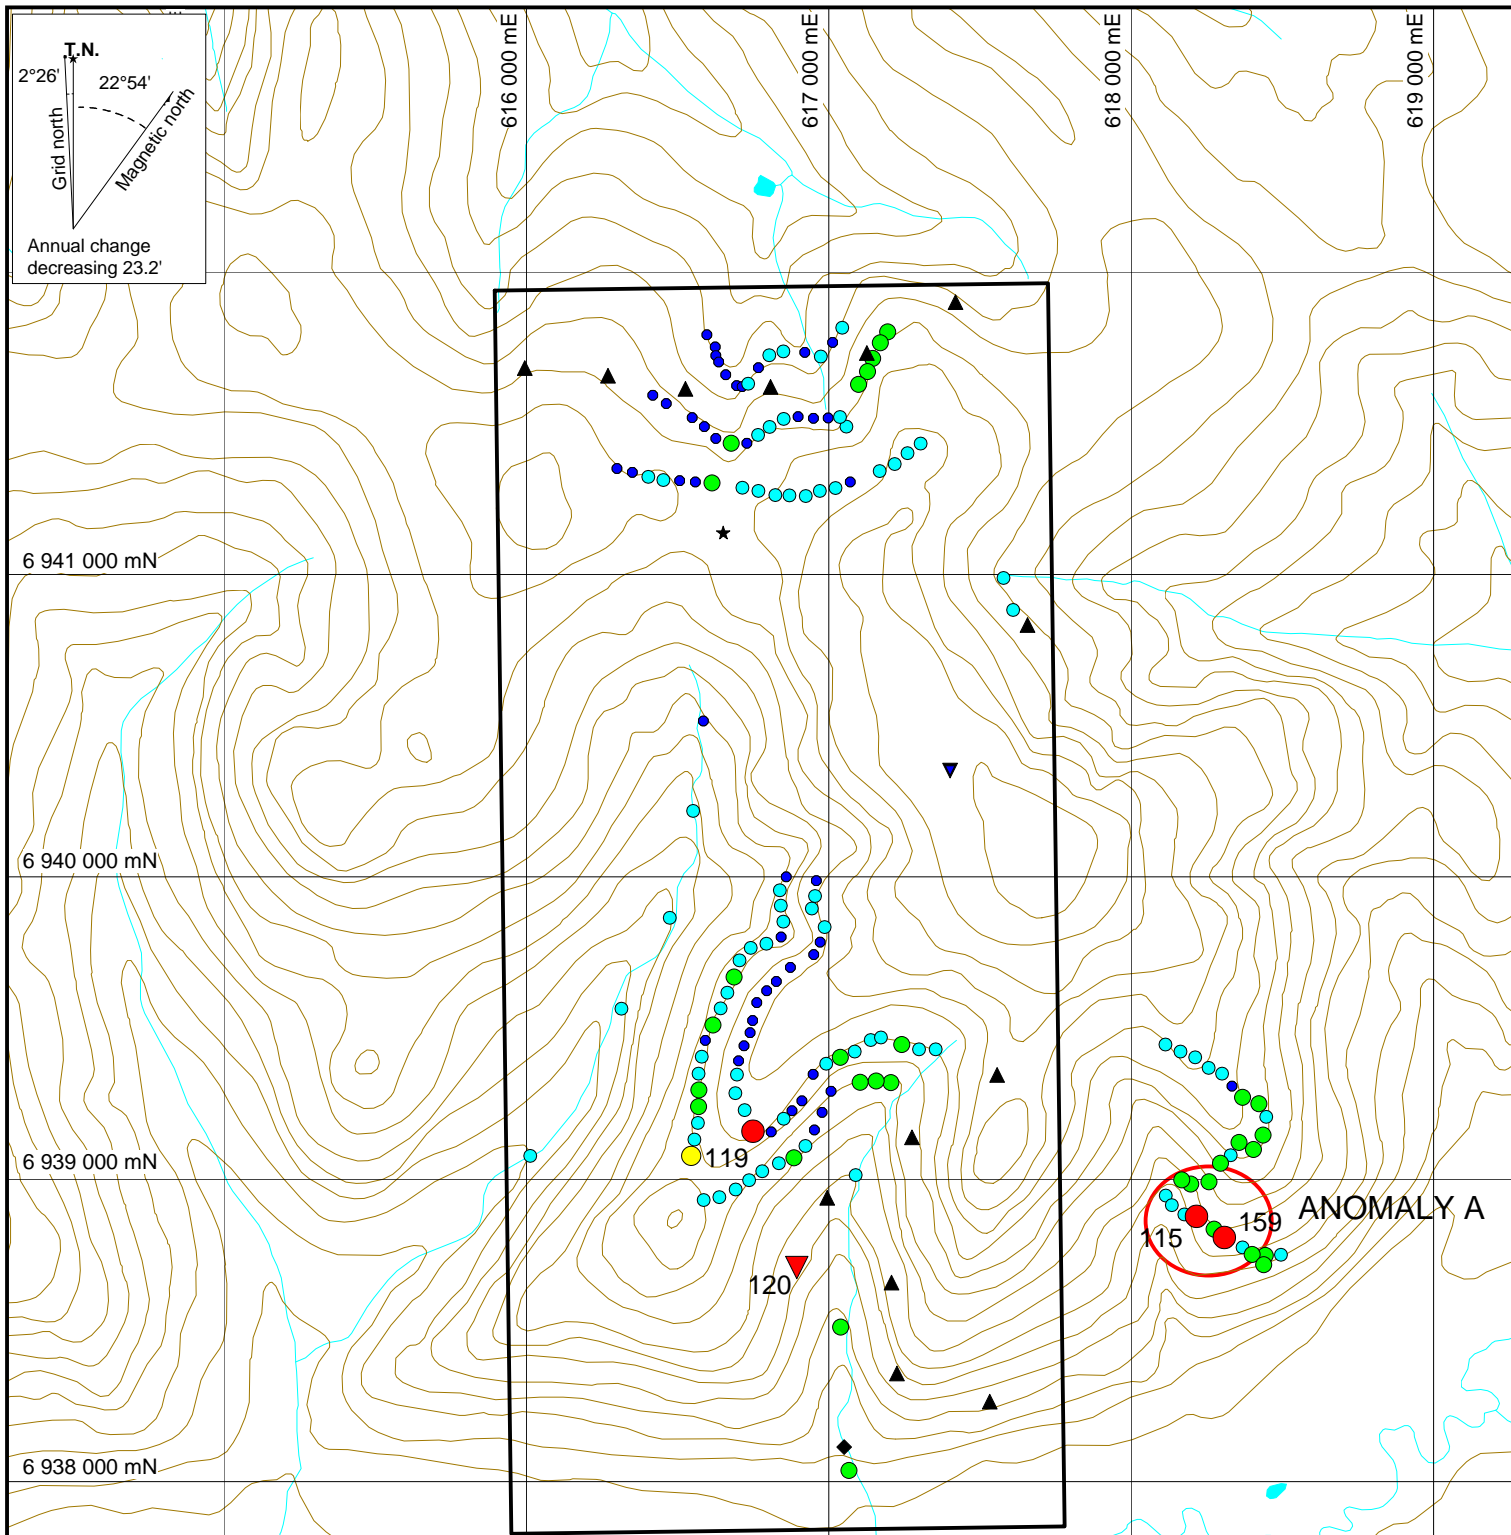 T.N.
2°26'
22°54'
Grid north
Magnetic north
Annual change
decreasing 23.2'
616 000 mE
617 000 mE
618 000 mE
619 000 mE
6 941 000 mN
6 940 000 mN
6 939 000 mN
6 938 000 mN
119
120
115
159
ANOMALY A